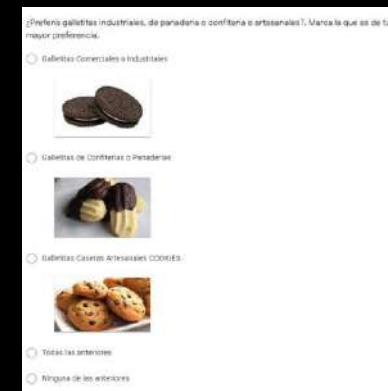 ¿Preferís galletitas industriales, de panadería o confitería o artesanales?. Marca la que es de tu
mayor preferencia.
Galletitas Comerciales o Industriales
Galletitas de Confiterías o Panaderías
Galletitas Caseras Artesanales COOKIES
Todas las anteriores
Ninguna de las anteriores